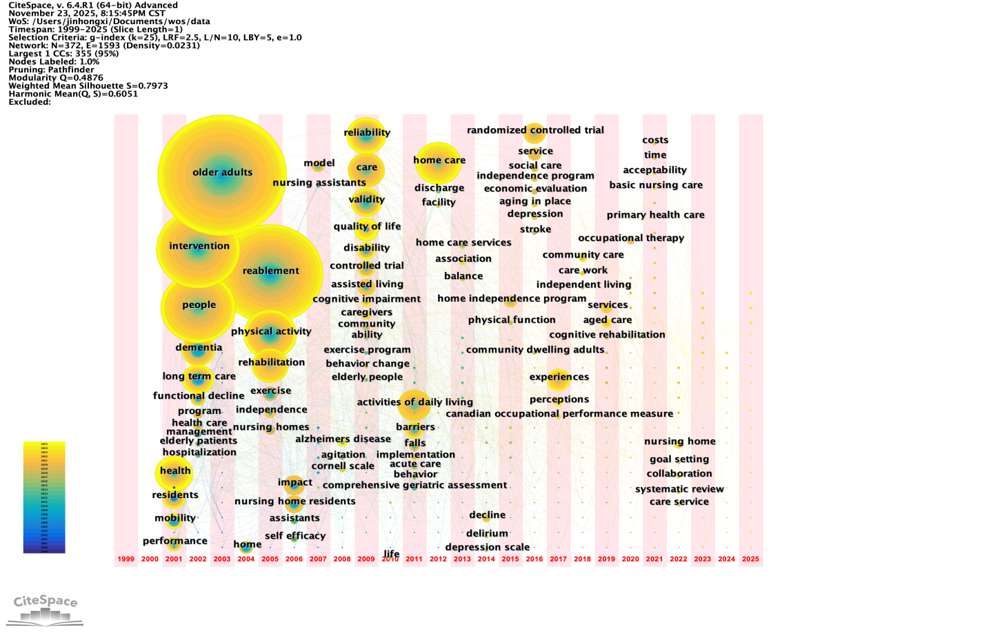 CiteSpace, v. 6.4.R1 (64-bit) Advanced
November 23, 2025, 8:15:45PM CST
WoS: /Users/jinhongxi/Documents/wos/data
Timespan: 1999-2025 (Slice Length=1)
Selection Criteria: g-index (k=25), LRF=2.5, L/N=10, LBY=5, e=1.0
Network: N=372, E=1593 (Density=0.0231)
Largest 1 CCs: 355 (95%)
Nodes Labeled: 1.0%
Pruning: Pathfinder
Modularity Q=0.4876
Weighted Mean Silhouette S=0.7973
Harmonic Mean(Q, S)=0.6051
Excluded:
health
residents
mobility
performance
older adults
intervention
people
dementia
long term care
functional decline
program
health care
management
elderly patients
hospitalization
home
reablement
physical activity
rehabilitation
exercise
independence
nursing homes
impact
nursing home residents
assistants
self efficacy
model
nursing assistants
alzheimers disease
agitation
cornell scale
reliability
care
validity
quality of life
disability
controlled trial
assisted living
cognitive impairment
caregivers
community
ability
exercise program
behavior change
elderly people
life
activities of daily living
barriers
falls
implementation
acute care
behavior
comprehensive geriatric assessment
home care
discharge
facility
home care services
association
balance
decline
delirium
depression scale
home independence program
physical function
randomized controlled trial
service
social care
independence program
economic evaluation
aging in place
depression
stroke
community dwelling adults
experiences
perceptions
canadian occupational performance measure
community care
care work
independent living
services
aged care
cognitive rehabilitation
occupational therapy
costs
time
acceptability
basic nursing care
primary health care
nursing home
goal setting
collaboration
systematic review
care service
1999 2000 2001 2002 2003 2004 2005 2006 2007 2008 2009 2010 2011 2012 2013 2014 2015 2016 2017 2018 2019 2020 2021 2022 2023 2024 2025
CiteSpace